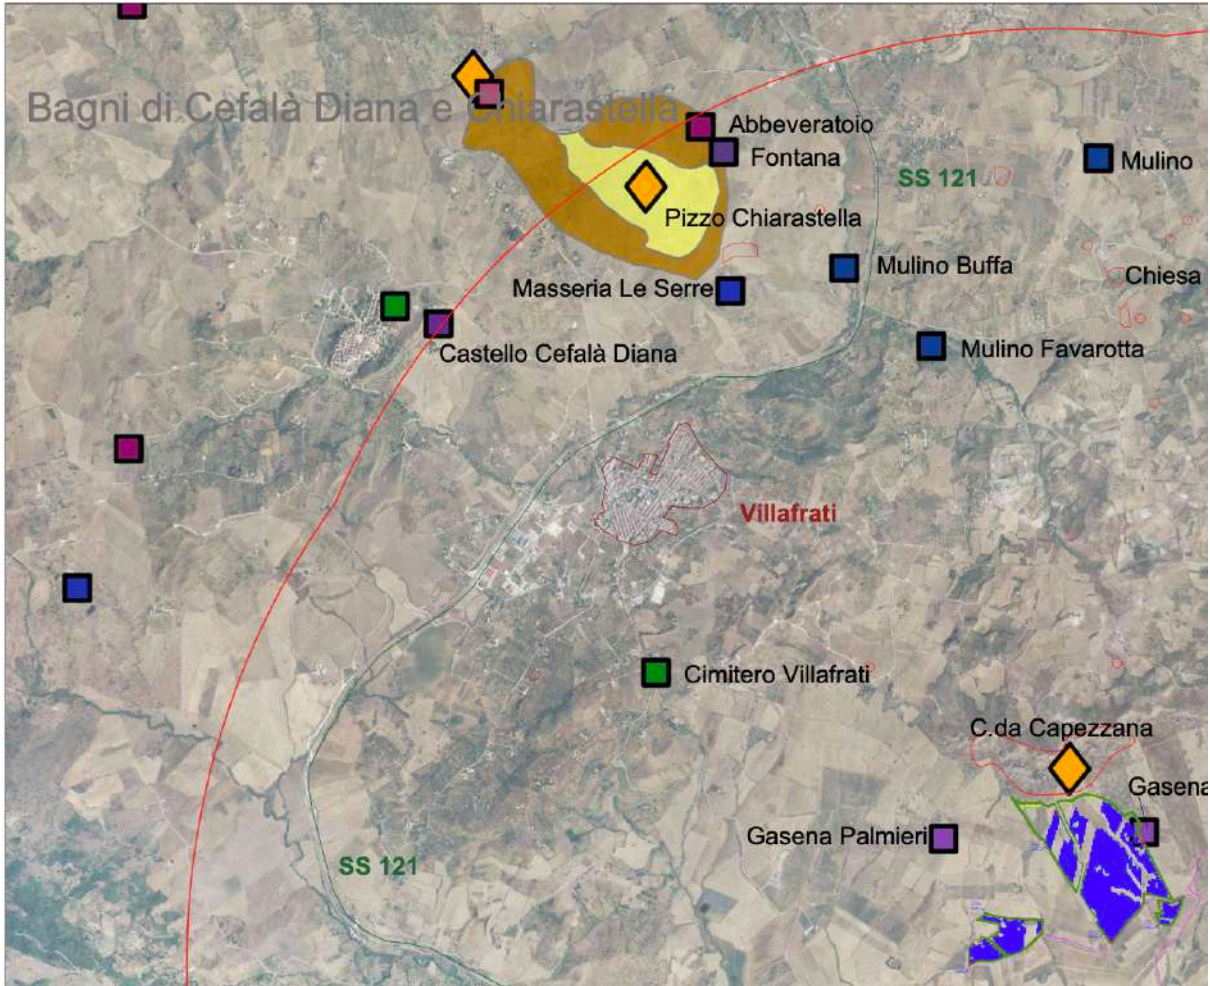 Bagni di Cefalà Diana e Chiarastella
Abbeveratoio
Fontana
SS 121
Mulino
Pizzo Chiarastella
Mulino Buffa
Chiesa
Masseria Le Serre
Castello Cefalà Diana
Mulino Favarotta
Villafrati
Cimitero Villafrati
C.da Capezzana
Gasena
Gasena Palmieri
SS 121